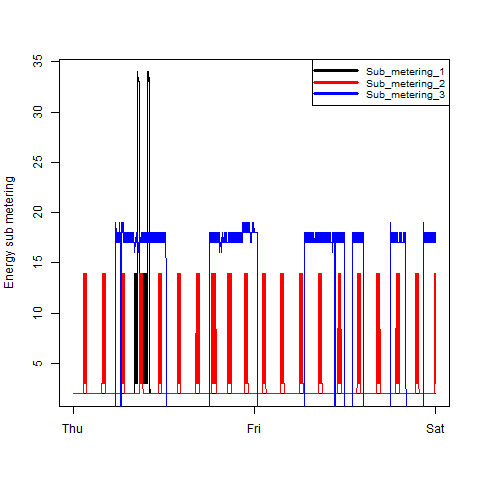 Sub_metering_1
Sub_metering_2
Sub_metering_3
Energy sub metering
35
30
25
20
15
10
5
Thu Fri Sat